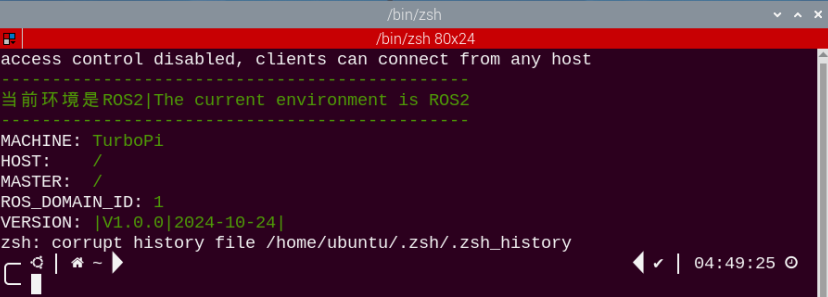 /bin/zsh
/bin/zsh 80x24
access control disabled, clients can connect from any host
----------------------------------------------
当前环境是ROS2|The current environment is ROS2
----------------------------------------------
MACHINE: TurboPi
HOST:    /
MASTER:  /
ROS_DOMAIN_ID: 1
VERSION: |V1.0.0|2024-10-24|
zsh: corrupt history file /home/ubuntu/.zsh/.zsh_history
~ ✔ 04:49:25